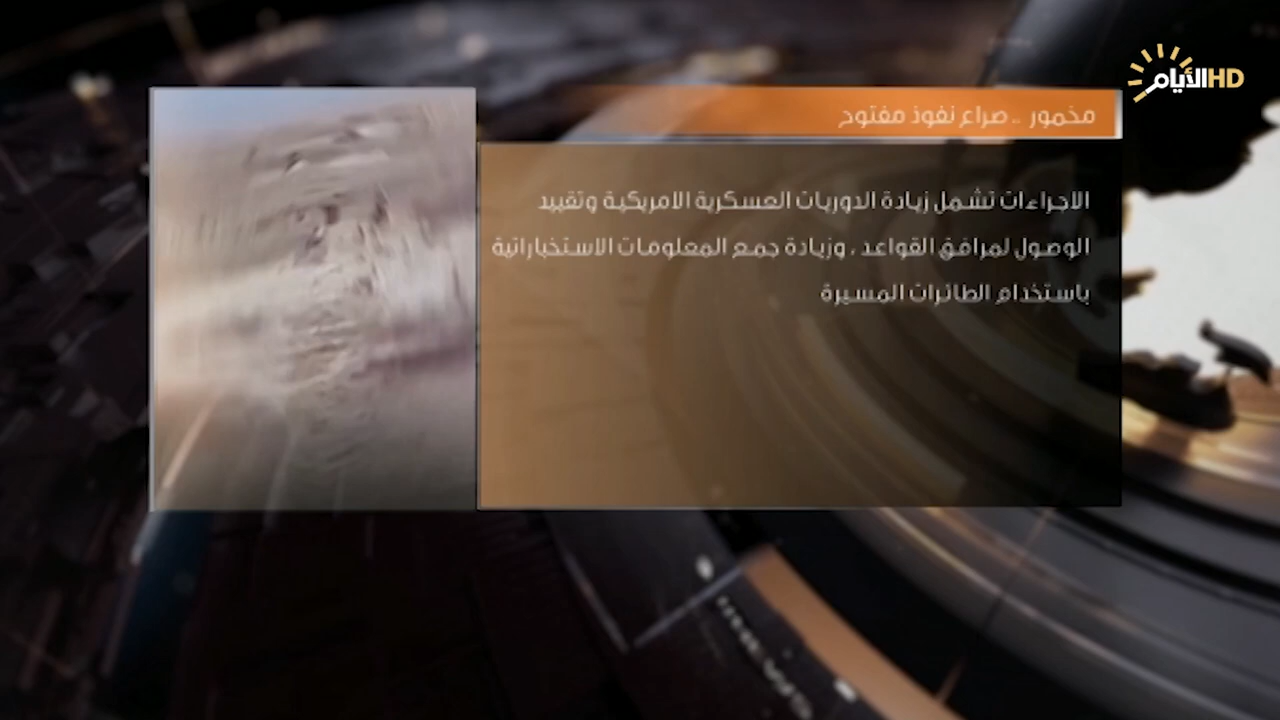 الأيام HD
مخمور .. صراع نفوذ مفتوح
الاجراءات تشمل زيادة الدوريات العسكرية الامريكية وتقييد
الوصول لمرافق القواعد ، وزيادة جمع المعلومات الاستخباراتية
باستخدام الطائرات المسيرة